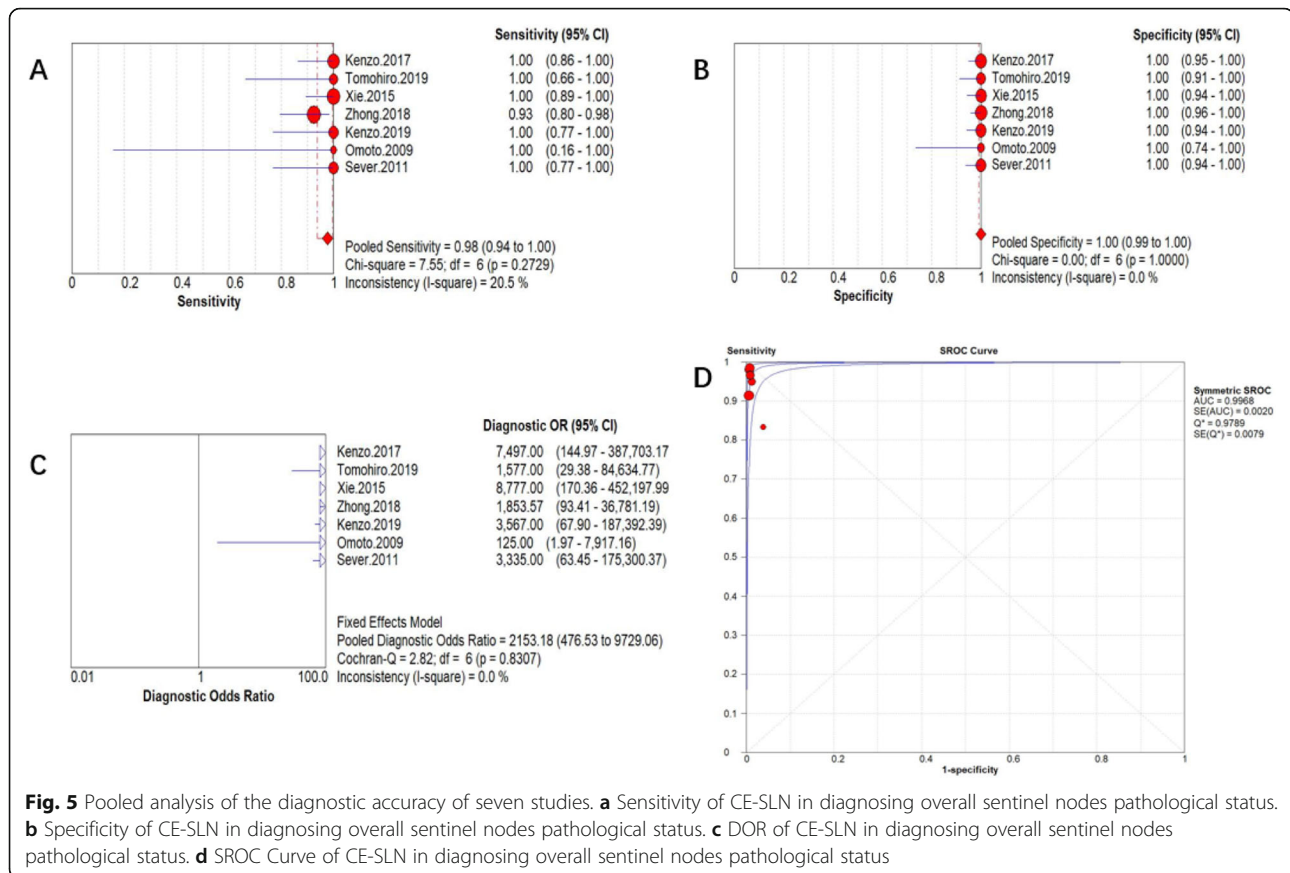 A
Sensitivity (95% CI)
Kenzo.2017 1.00 (0.86 - 1.00)
Tomohiro.2019 1.00 (0.66 - 1.00)
Xie.2015 1.00 (0.89 - 1.00)
Zhong.2018 0.93 (0.80 - 0.98)
Kenzo.2019 1.00 (0.77 - 1.00)
Omoto.2009 1.00 (0.16 - 1.00)
Sever.2011 1.00 (0.77 - 1.00)
Pooled Sensitivity = 0.98 (0.94 to 1.00)
Chi-square = 7.55; df = 6 (p = 0.2729)
Inconsistency (I-square) = 20.5 %
0 0.2 0.4 0.6 0.8 1
Sensitivity
B
Specificity (95% CI)
Kenzo.2017 1.00 (0.95 - 1.00)
Tomohiro.2019 1.00 (0.91 - 1.00)
Xie.2015 1.00 (0.94 - 1.00)
Zhong.2018 1.00 (0.96 - 1.00)
Kenzo.2019 1.00 (0.94 - 1.00)
Omoto.2009 1.00 (0.74 - 1.00)
Sever.2011 1.00 (0.94 - 1.00)
Pooled Specificity = 1.00 (0.99 to 1.00)
Chi-square = 0.00; df = 6 (p = 1.0000)
Inconsistency (I-square) = 0.0 %
0 0.2 0.4 0.6 0.8 1
Specificity
C
Diagnostic OR (95% CI)
Kenzo.2017 7,497.00 (144.97 - 387,703.17
Tomohiro.2019 1,577.00 (29.38 - 84,634.77)
Xie.2015 8,777.00 (170.36 - 452,197.99
Zhong.2018 1,853.57 (93.41 - 36,781.19)
Kenzo.2019 3,567.00 (67.90 - 187,392.39)
Omoto.2009 125.00 (1.97 - 7,917.16)
Sever.2011 3,335.00 (63.45 - 175,300.37)
Fixed Effects Model
Pooled Diagnostic Odds Ratio = 2153.18 (476.53 to 9729.06)
Cochran-Q = 2.82; df = 6 (p = 0.8307)
Inconsistency (I-square) = 0.0 %
0.01 1 100.0
Diagnostic Odds Ratio
D
Sensitivity SROC Curve
1
0.9
0.8
0.7
0.6
0.5
0.4
0.3
0.2
0.1
0
0 0.2 0.4 0.6 0.8 1
1-specificity
Symmetric SROC
AUC = 0.9968
SE(AUC) = 0.0020
Q* = 0.9789
SE(Q*) = 0.0079
Fig. 5 Pooled analysis of the diagnostic accuracy of seven studies. a Sensitivity of CE-SLN in diagnosing overall sentinel nodes pathological status.
b Specificity of CE-SLN in diagnosing overall sentinel nodes pathological status. c DOR of CE-SLN in diagnosing overall sentinel nodes
pathological status. d SROC Curve of CE-SLN in diagnosing overall sentinel nodes pathological status